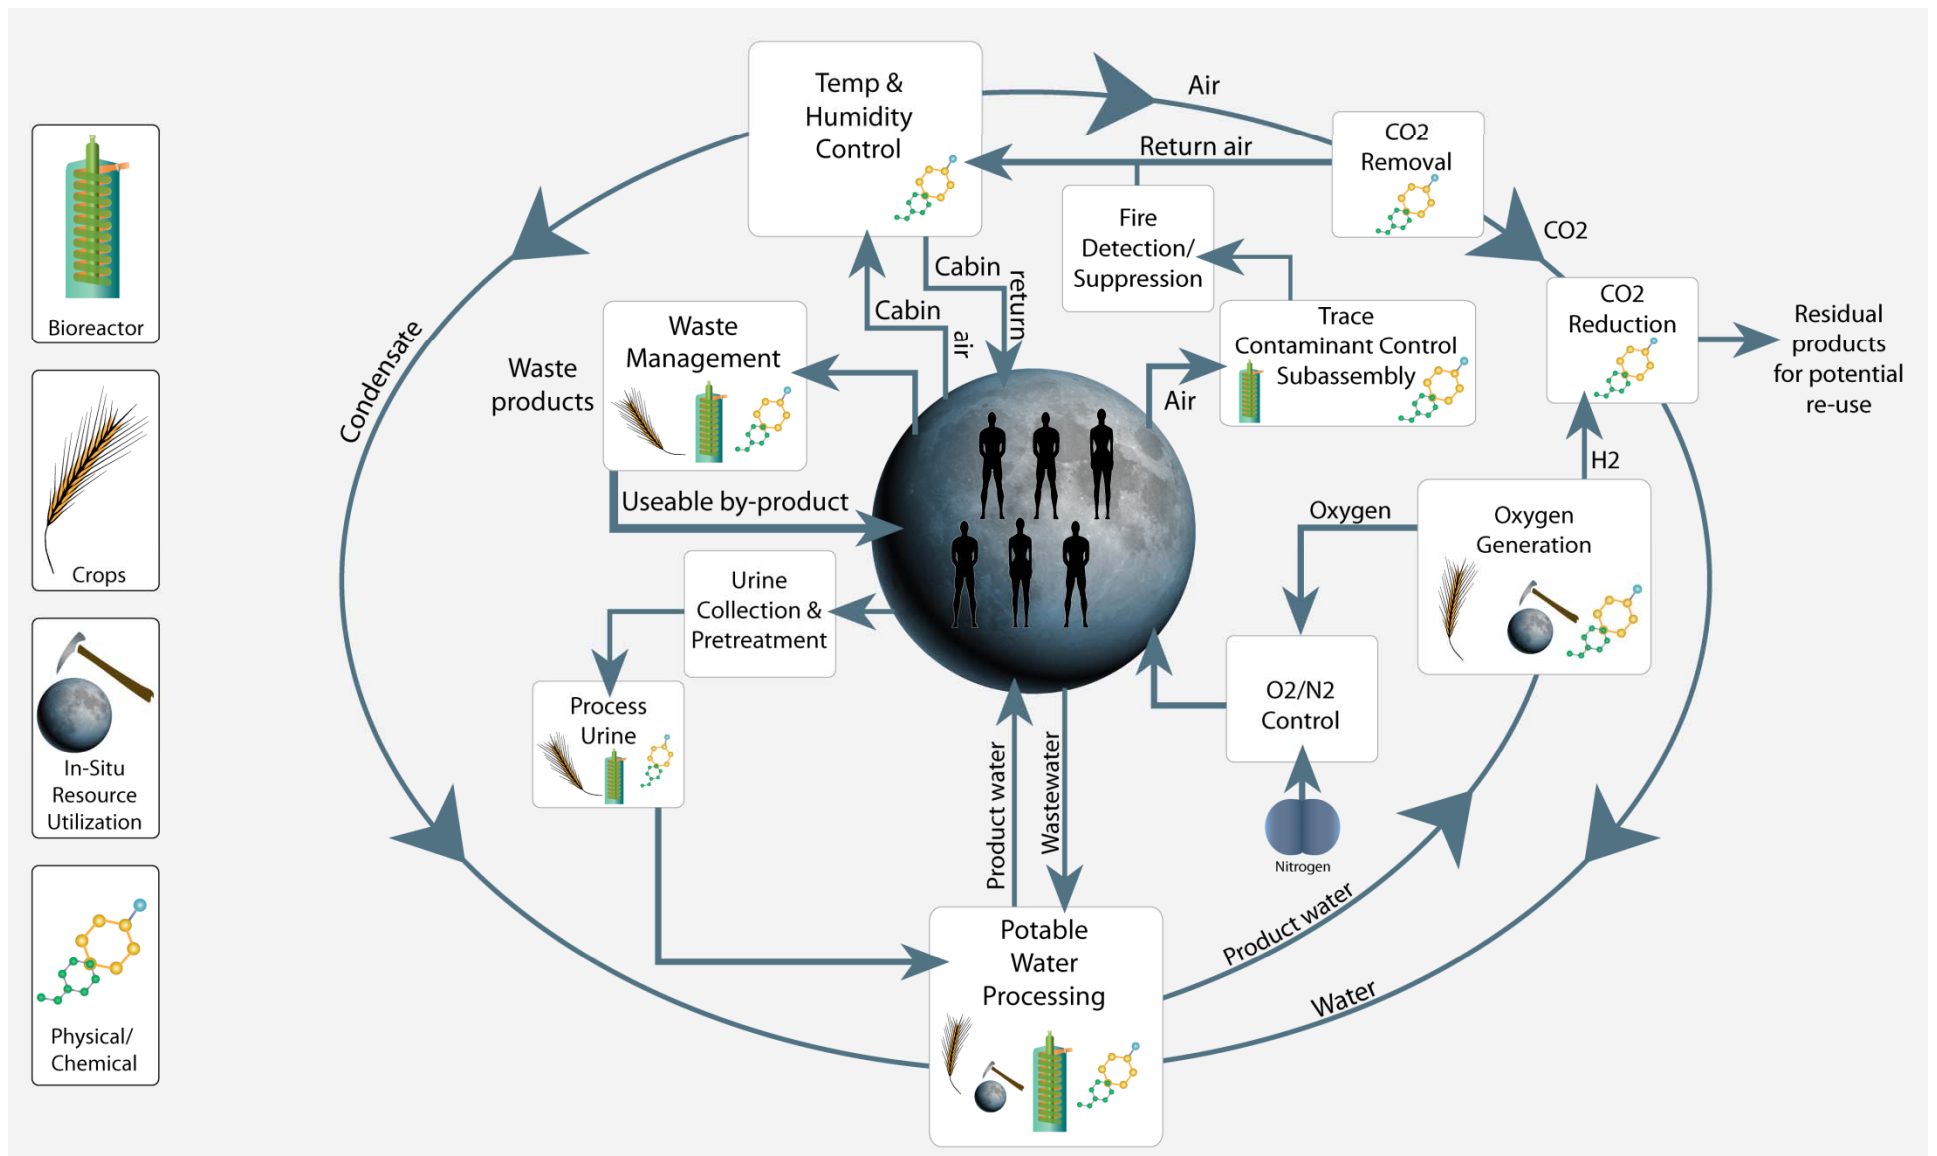 Bioreactor
Crops
In-Situ
Resource
Utilization
Physical/
Chemical
Temp &
Humidity
Control
Air
Return air
CO2
Removal
CO2
Fire
Detection/
Suppression
Cabin
return
Cabin
air
Trace
Contaminant Control
Subassembly
Air
CO2
Reduction
Residual
products
for potential
re-use
H2
Condensate
Waste
Management
Waste
products
Useable by-product
Urine
Collection &
Pretreatment
Process
Urine
Oxygen
Oxygen
Generation
O2/N2
Control
Nitrogen
Product water
Wastewater
Product water
Water
Potable
Water
Processing